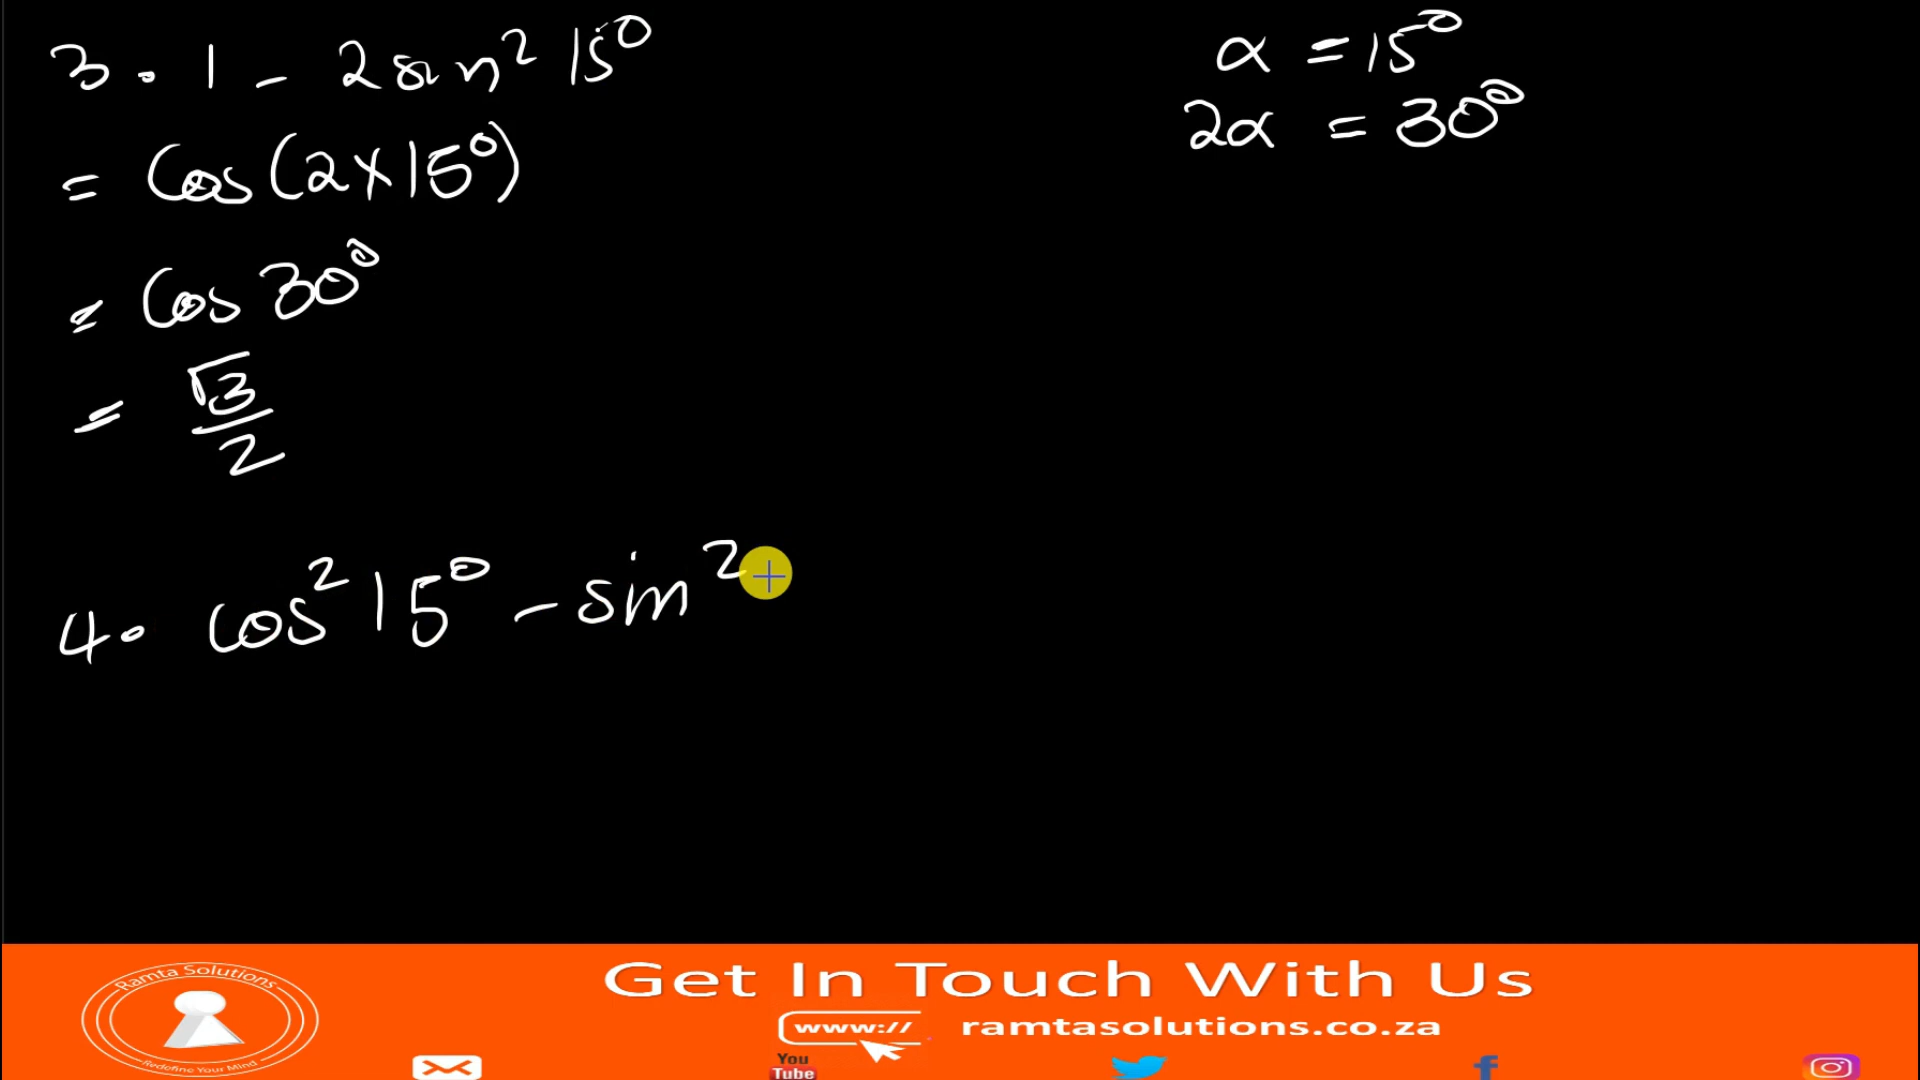 3. 1 - 2sin² 15°
= Cos(2×15°)
= Cos 30°
= √3/2
α = 15°
2α = 30°
4. cos² 15° - sin²
Get In Touch With Us
www://
ramtasolutions.co.za
Ramta Solutions
Redefine Your Mind
You
Tube